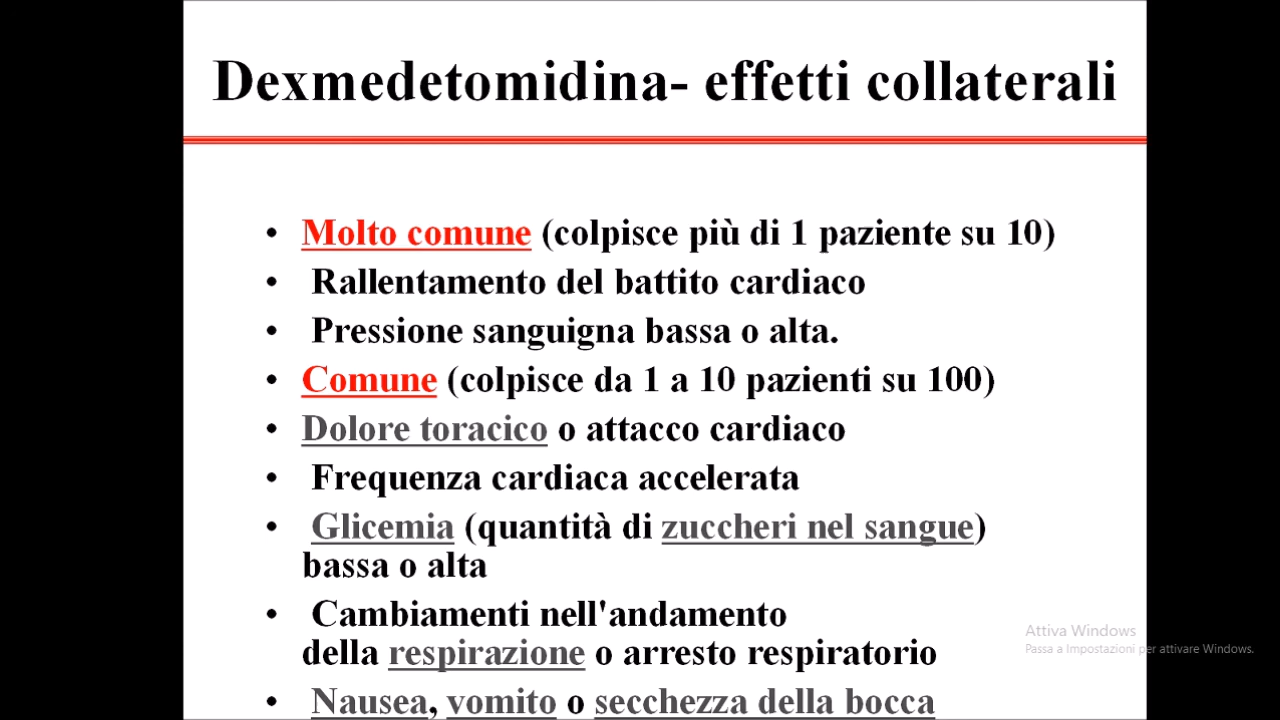 Dexmedetomidina- effetti collaterali
• Molto comune (colpisce più di 1 paziente su 10)
• Rallentamento del battito cardiaco
• Pressione sanguigna bassa o alta.
• Comune (colpisce da 1 a 10 pazienti su 100)
• Dolore toracico o attacco cardiaco
• Frequenza cardiaca accelerata
• Glicemia (quantità di zuccheri nel sangue)
bassa o alta
• Cambiamenti nell'andamento
della respirazione o arresto respiratorio
• Nausea, vomito o secchezza della bocca
Attiva Windows
Passa a Impostazioni per attivare Windows.